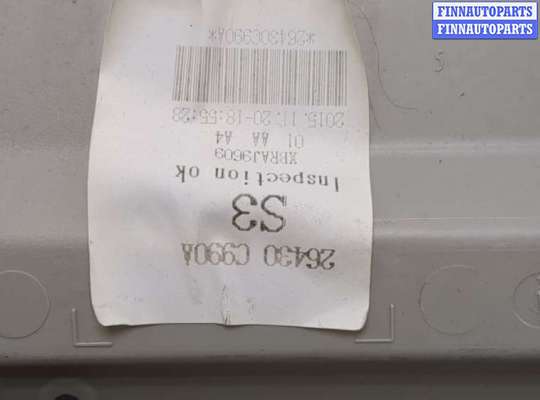 FINNAUTOPARTS
FINNAUTOPARTS
26430 C990A
S3
Inspection ok
XBRAJ9609
01 AA A4
2015. 11. 20-18:55:28
*26430C990A*